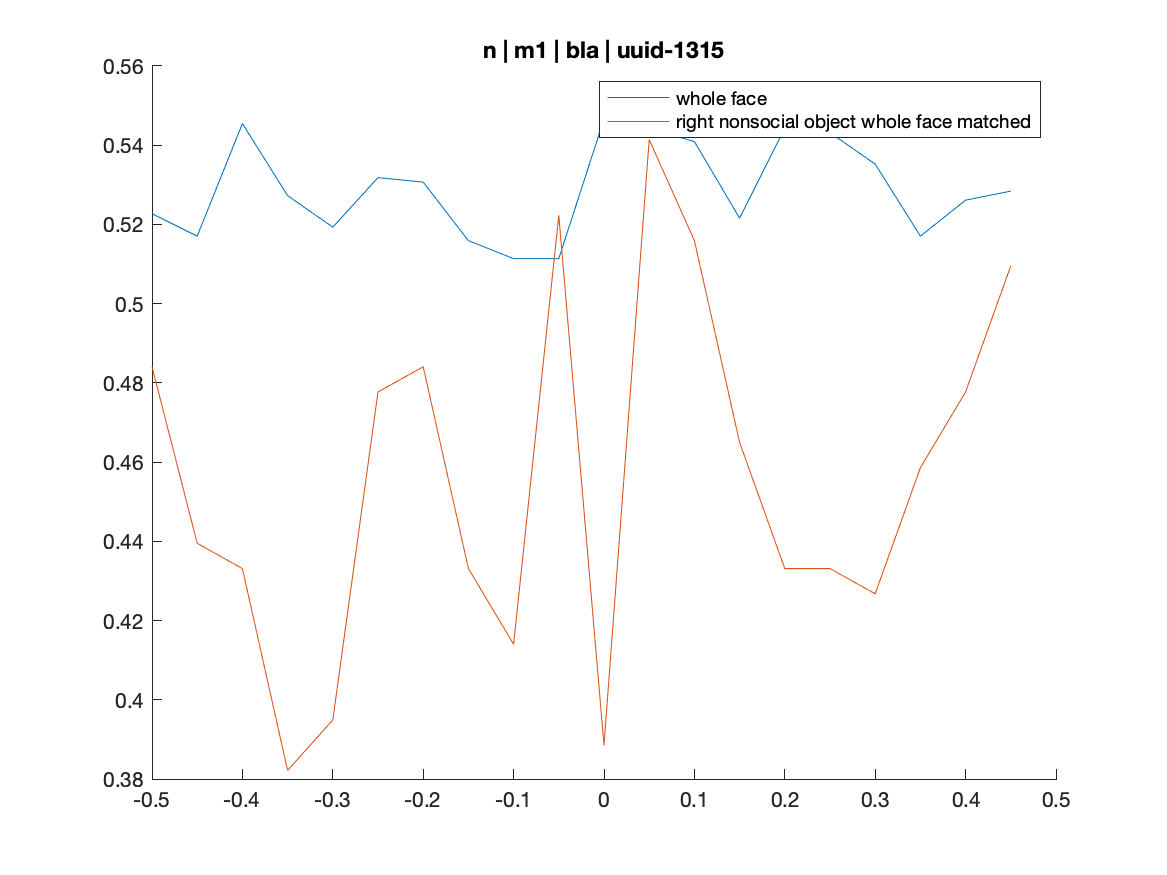 n | m1 | bla | uuid-1315
0.56
whole face
right nonsocial object whole face matched
0.54
0.52
0.5
0.48
0.46
0.44
0.42
0.4
0.38
-0.5 -0.4 -0.3 -0.2 -0.1 0 0.1 0.2 0.3 0.4 0.5